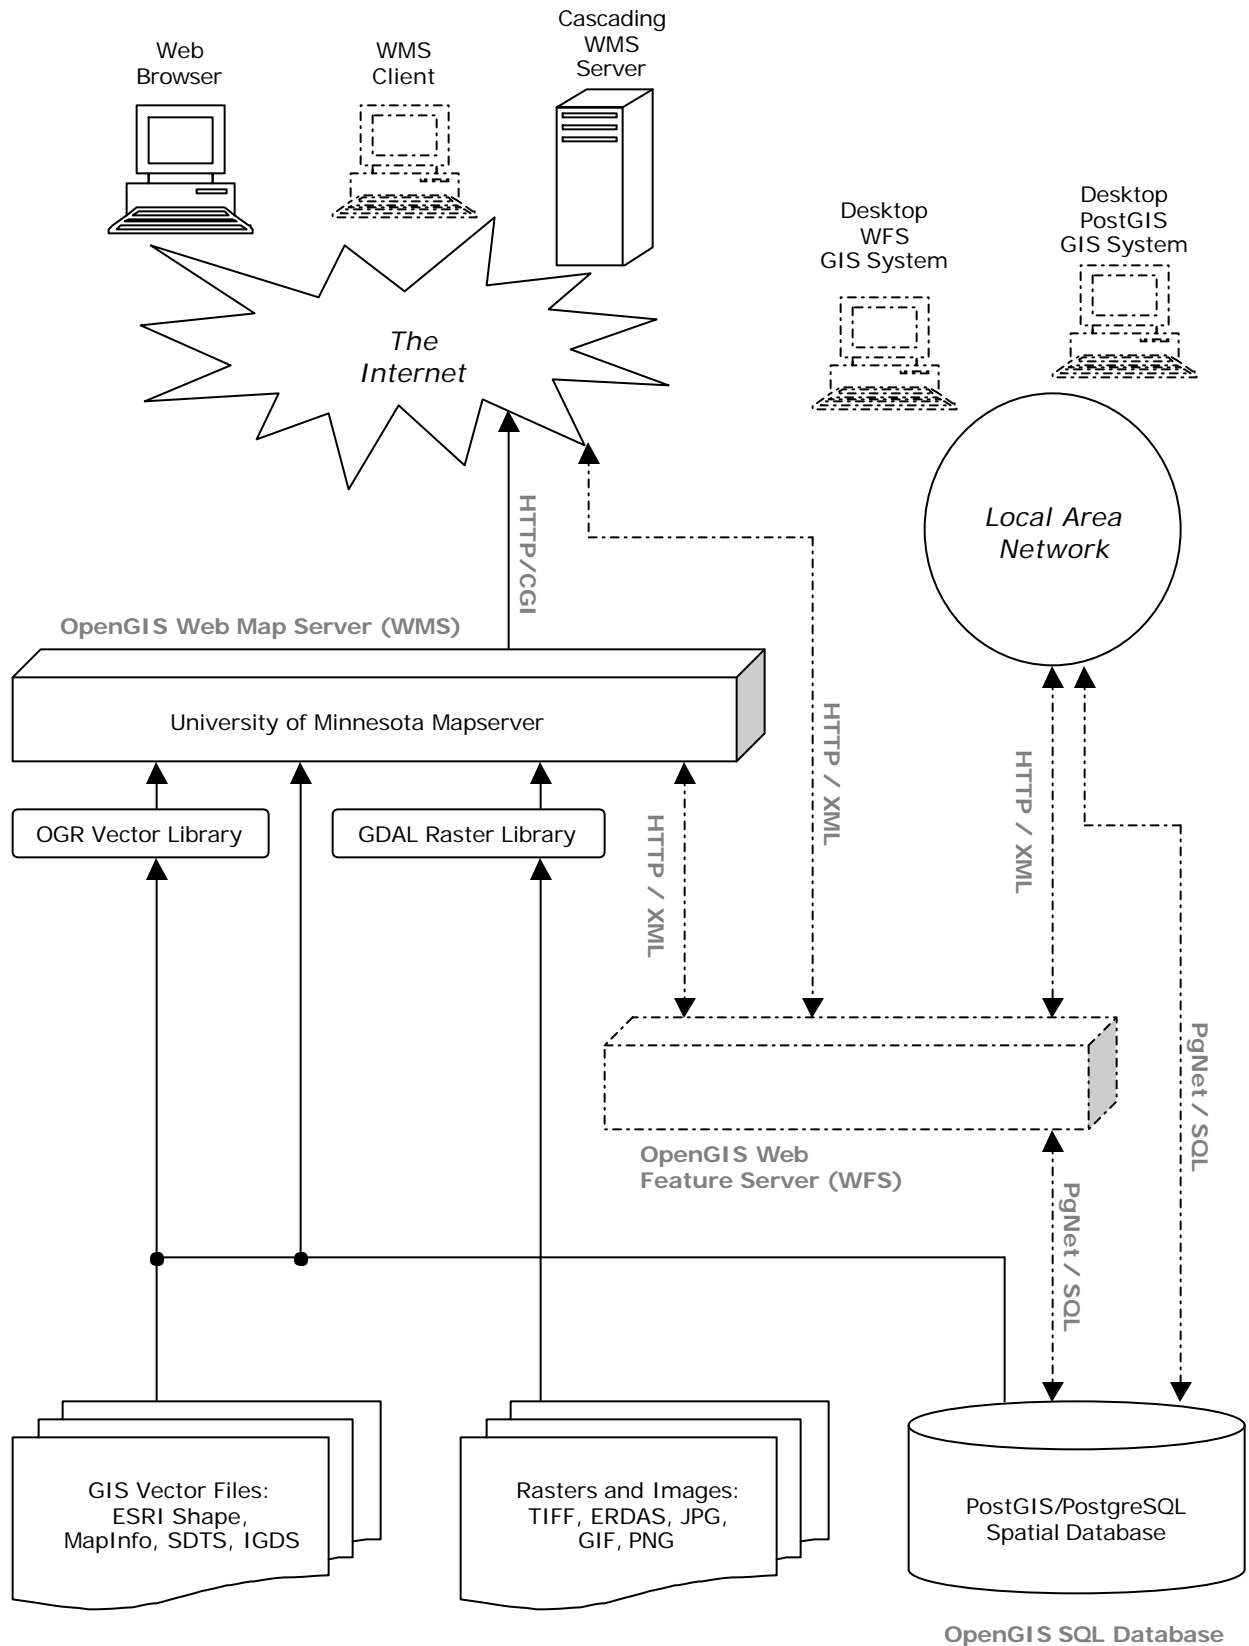 Cascading
WMS
Server
Web
Browser
WMS
Client
Desktop
WFS
GIS System
Desktop
PostGIS
GIS System
The
Internet
Local Area
Network
HTTP/CGI
OpenGIS Web Map Server (WMS)
University of Minnesota Mapserver
HTTP / XML
HTTP / XML
HTTP / XML
OGR Vector Library
GDAL Raster Library
PgNet / SQL
OpenGIS Web
Feature Server (WFS)
PgNet / SQL
GIS Vector Files:
ESRI Shape,
MapInfo, SDTS, IGDS
Rasters and Images:
TIFF, ERDAS, JPG,
GIF, PNG
PostGIS/PostgreSQL
Spatial Database
OpenGIS SQL Database